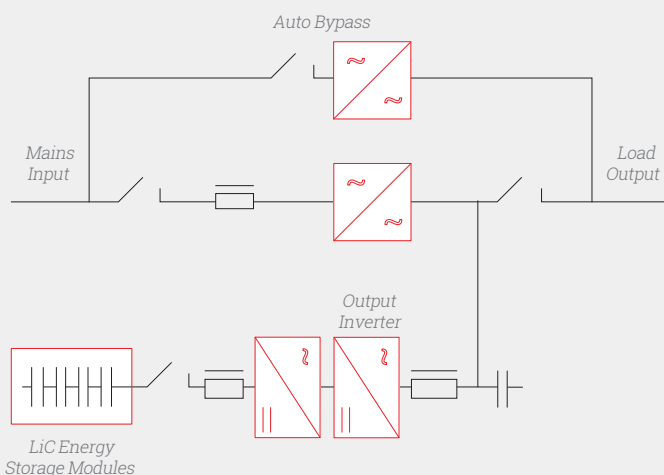 Auto Bypass
Mains
Input
Load
Output
Output
Inverter
LiC Energy
Storage Modules